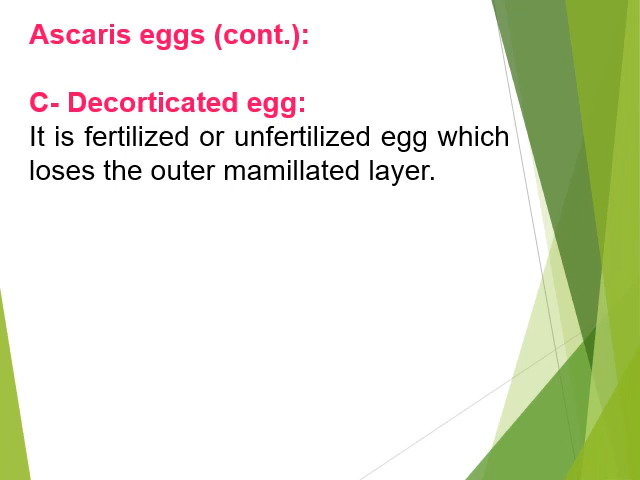 Ascaris eggs (cont.):
C- Decorticated egg:
It is fertilized or unfertilized egg which
loses the outer mamillated layer.